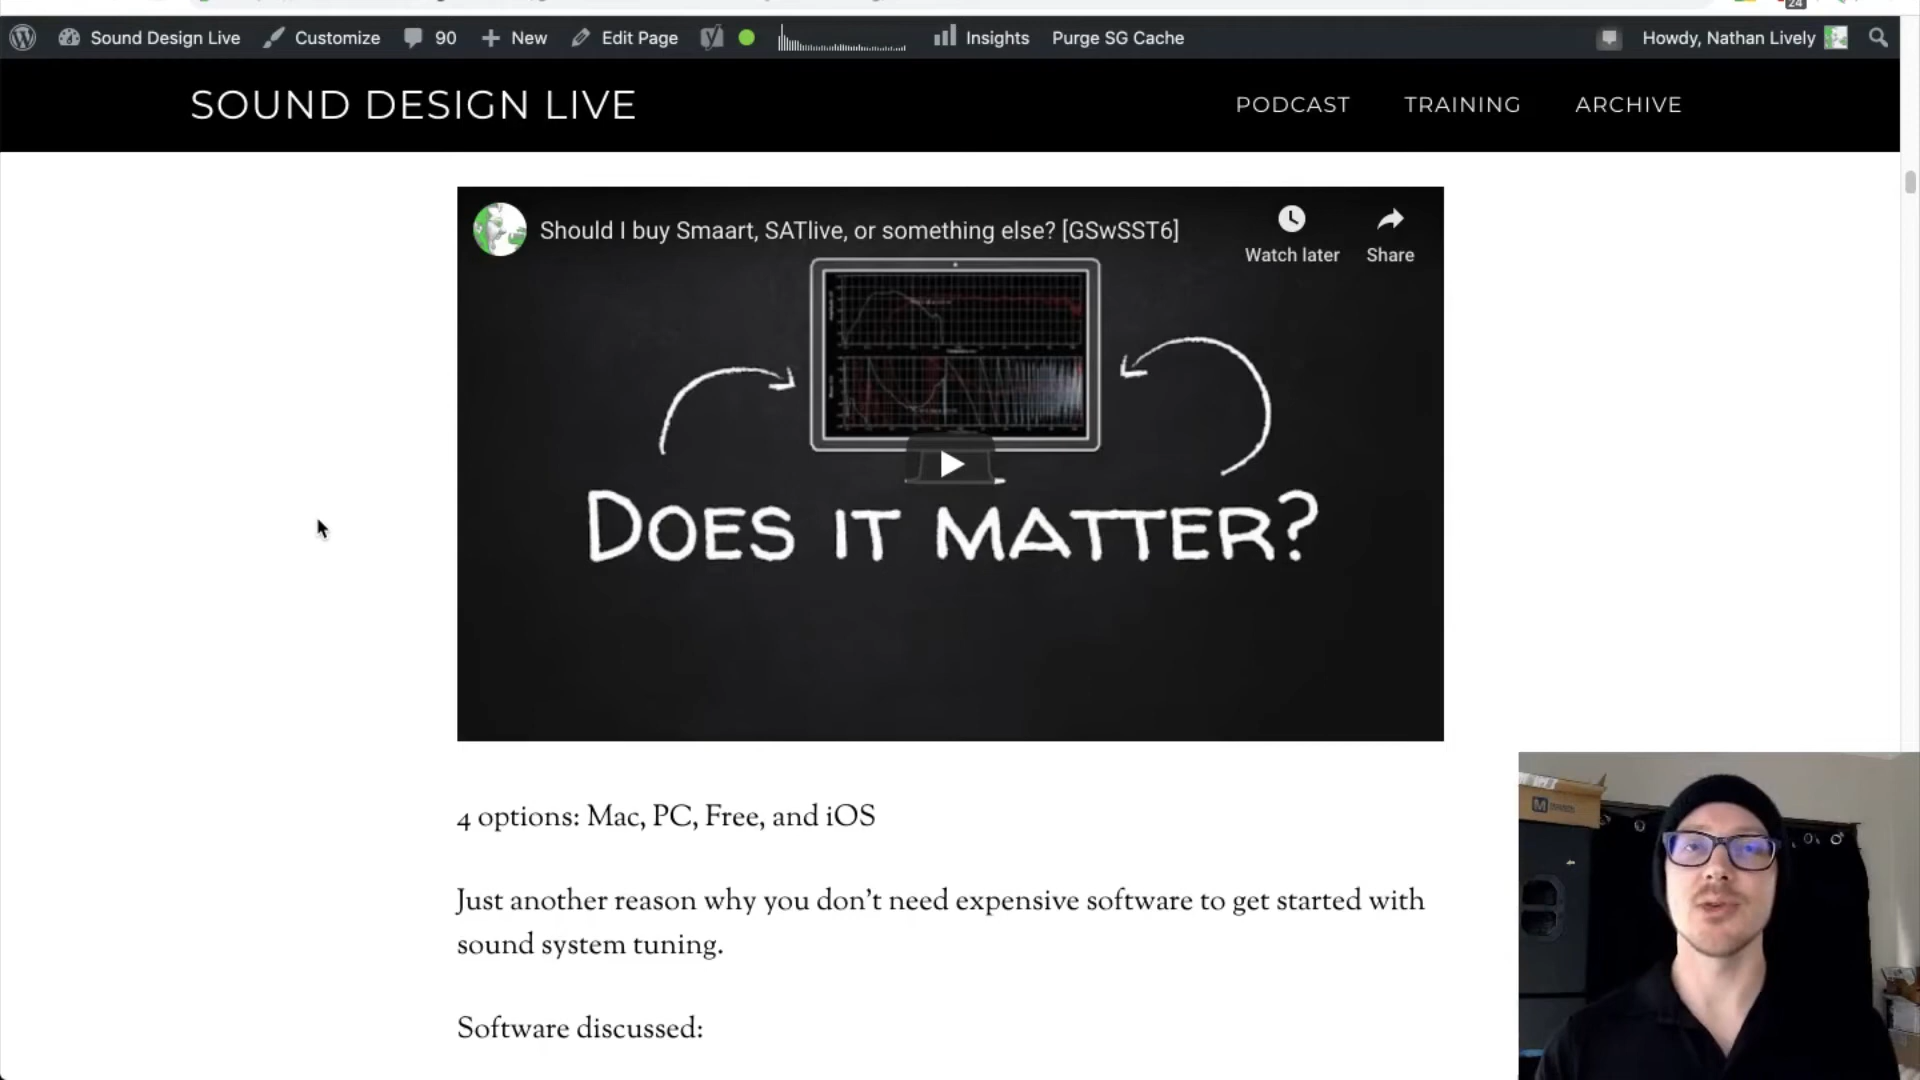 24
Sound Design Live Customize 90 New Edit Page Insights Purge SG Cache Howdy, Nathan Lively
SOUND DESIGN LIVE PODCAST TRAINING ARCHIVE
Should I buy Smaart, SATlive, or something else? [GSwSST6]
Watch later Share
DOES IT MATTER?
4 options: Mac, PC, Free, and iOS
Just another reason why you don’t need expensive software to get started with
sound system tuning.
Software discussed: